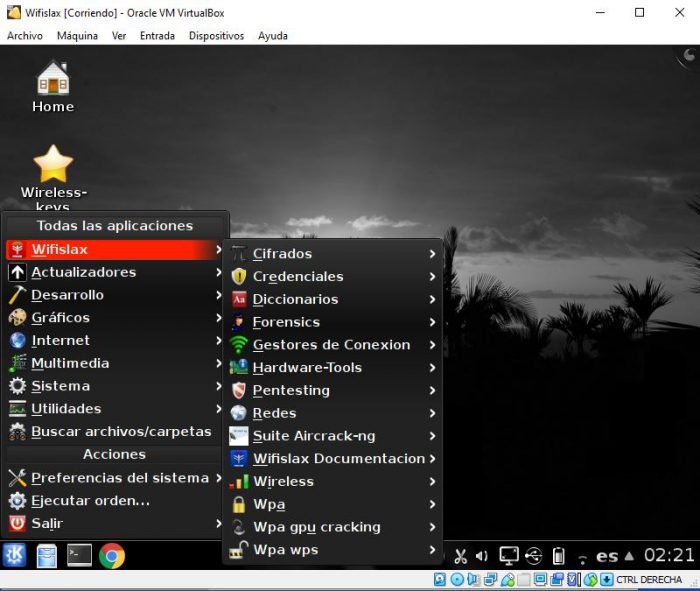 Wifislax [Corriendo] - Oracle VM VirtualBox
Archivo Máquina Ver Entrada Dispositivos Ayuda
Home
Wireless-
keys
Todas las aplicaciones
Wifislax
Actualizadores
Desarrollo
Gráficos
Internet
Multimedia
Sistema
Utilidades
Buscar archivos/carpetas
Acciones
Preferencias del sistema
Ejecutar orden...
Salir
Cifrados
Credenciales
Diccionarios
Forensics
Gestores de Conexion
Hardware-Tools
Pentesting
Redes
Suite Aircrack-ng
Wifislax Documentacion
Wireless
Wpa
Wpa gpu cracking
Wpa wps
es
02:21
CTRL DERECHA